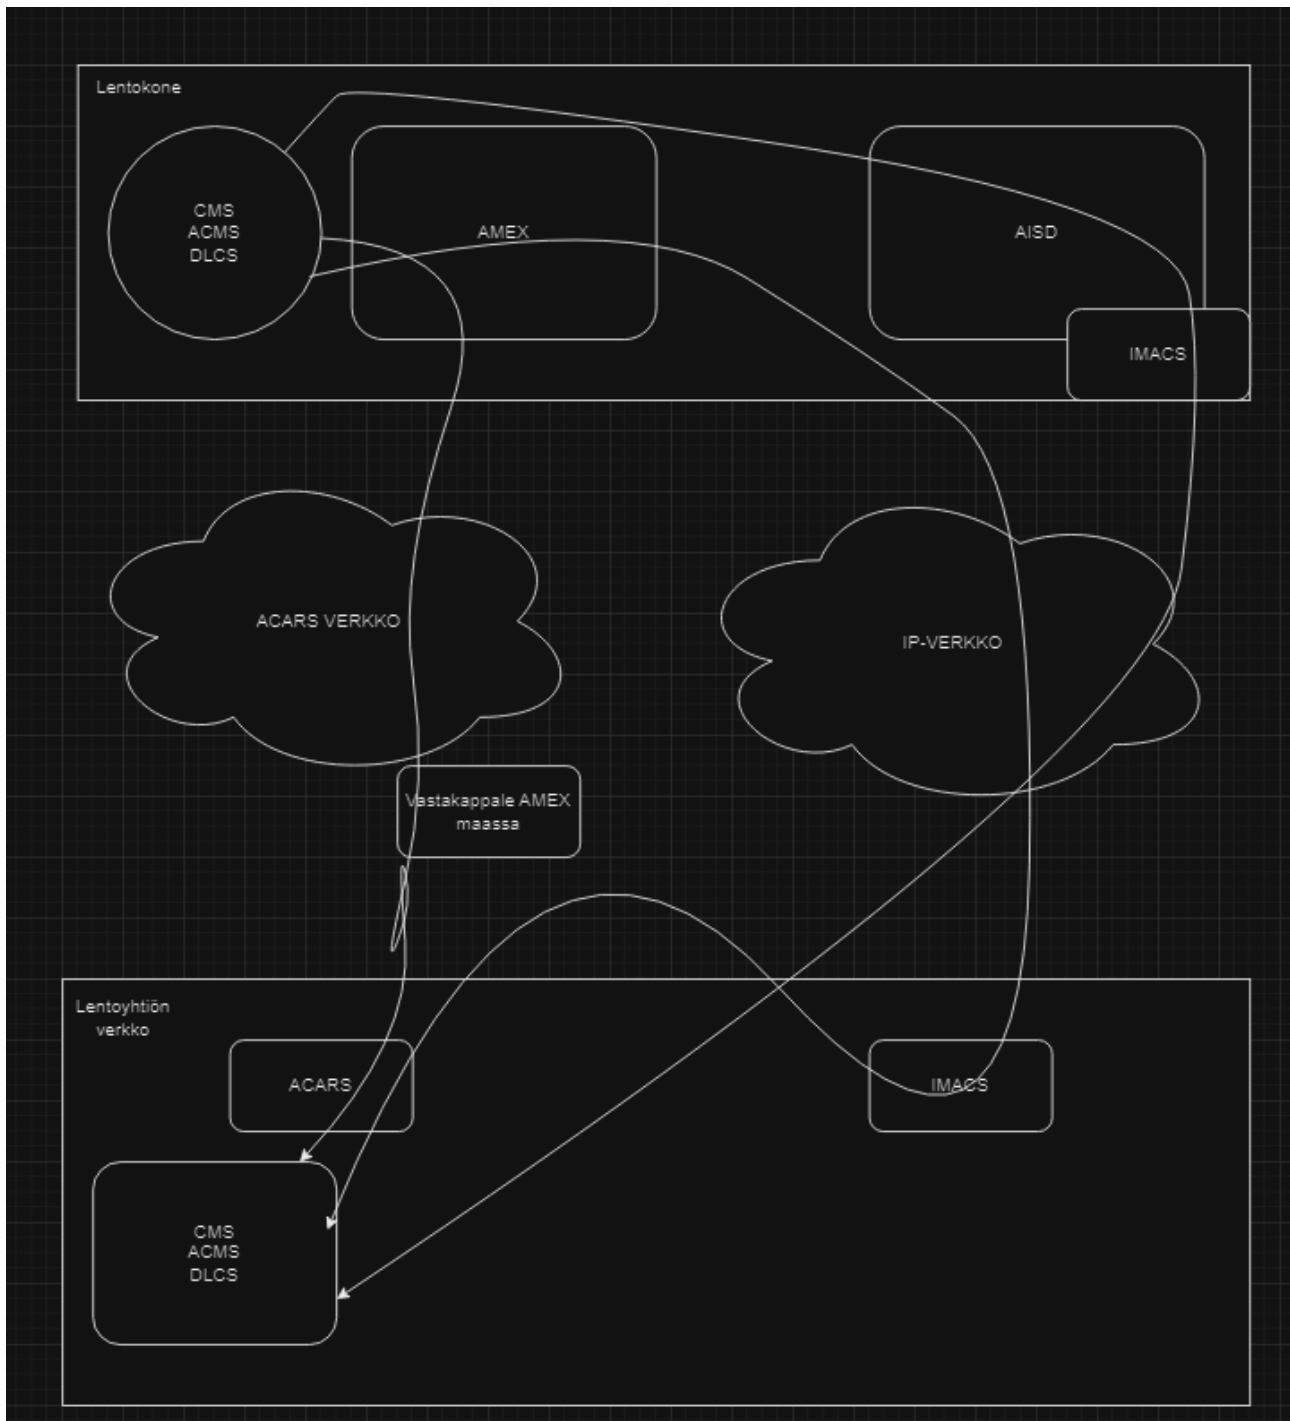 Lentokone
CMS
ACMS
DLCS
AMEX
AISD
IMACS
ACARS VERKKO
IP-VERKKO
Vastakappale AMEX
maassa
Lentoyhtiön
verkko
ACARS
IMACS
CMS
ACMS
DLCS